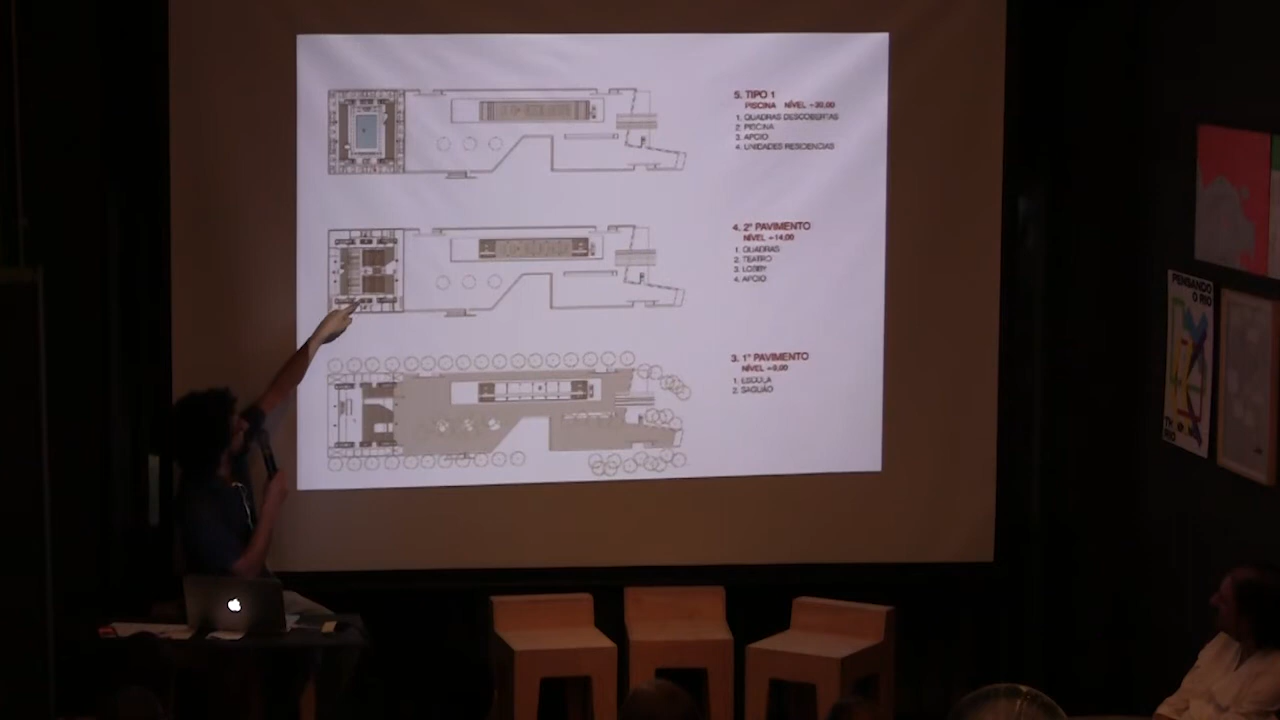 5. TIPO 1
PISCINA NÍVEL +20,00
1. QUADRAS DESCOBERTAS
2. PISCINA
3. APOIO
4. UNIDADES RESIDENCIAS
4. 2º PAVIMENTO
NÍVEL +14,00
1. QUADRAS
2. TEATRO
3. LOBBY
4. APOIO
3. 1º PAVIMENTO
NÍVEL +9,00
1. ESCOLA
2. SAGUÃO
PENSANDO
O RIO